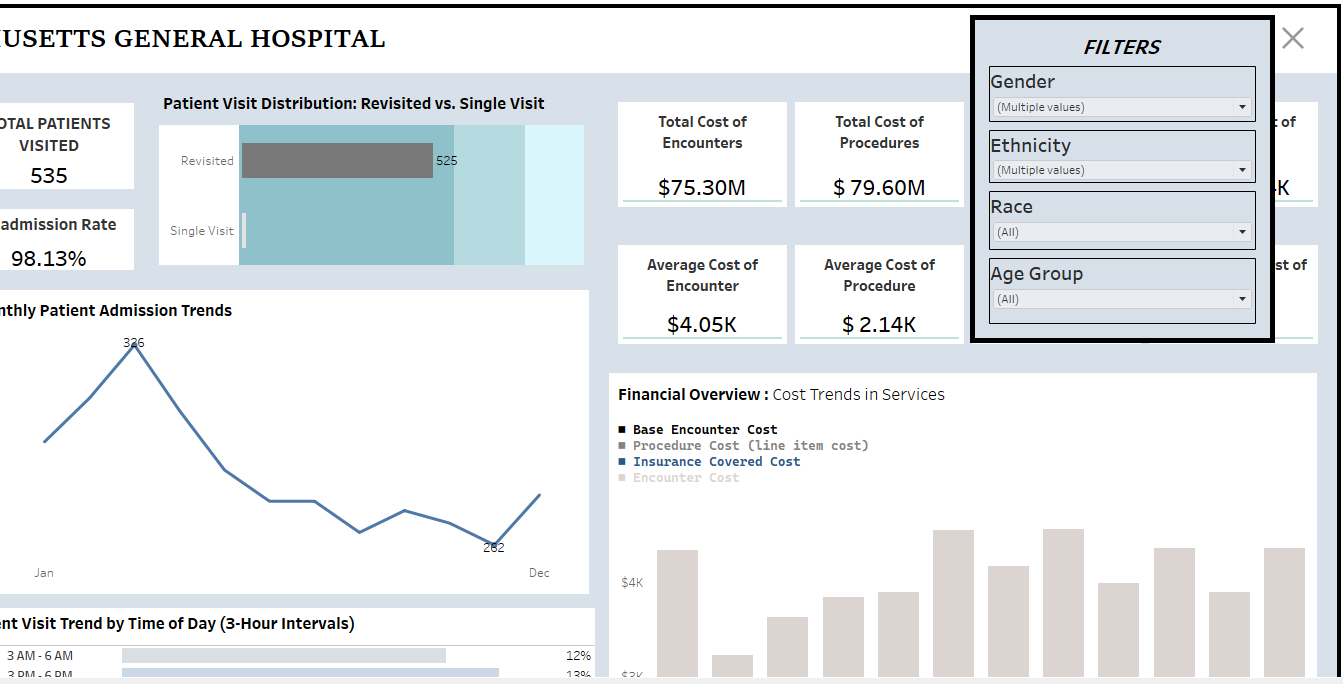 USETTS GENERAL HOSPITAL
FILTERS
Gender
(Multiple values)
Ethnicity
(Multiple values)
Race
(All)
Age Group
(All)
OTAL PATIENTS
VISITED
535
admission Rate
98.13%
Patient Visit Distribution: Revisited vs. Single Visit
Revisited
525
Single Visit
Total Cost of
Encounters
$75.30M
Total Cost of
Procedures
$ 79.60M
t of
K
Average Cost of
Encounter
$4.05K
Average Cost of
Procedure
$ 2.14K
st of
nthly Patient Admission Trends
326
262
Jan
Dec
Financial Overview : Cost Trends in Services
Base Encounter Cost
Procedure Cost (line item cost)
Insurance Covered Cost
Encounter Cost
$4K
$3K
nt Visit Trend by Time of Day (3-Hour Intervals)
3 AM - 6 AM
12%
3 PM - 6 PM
13%